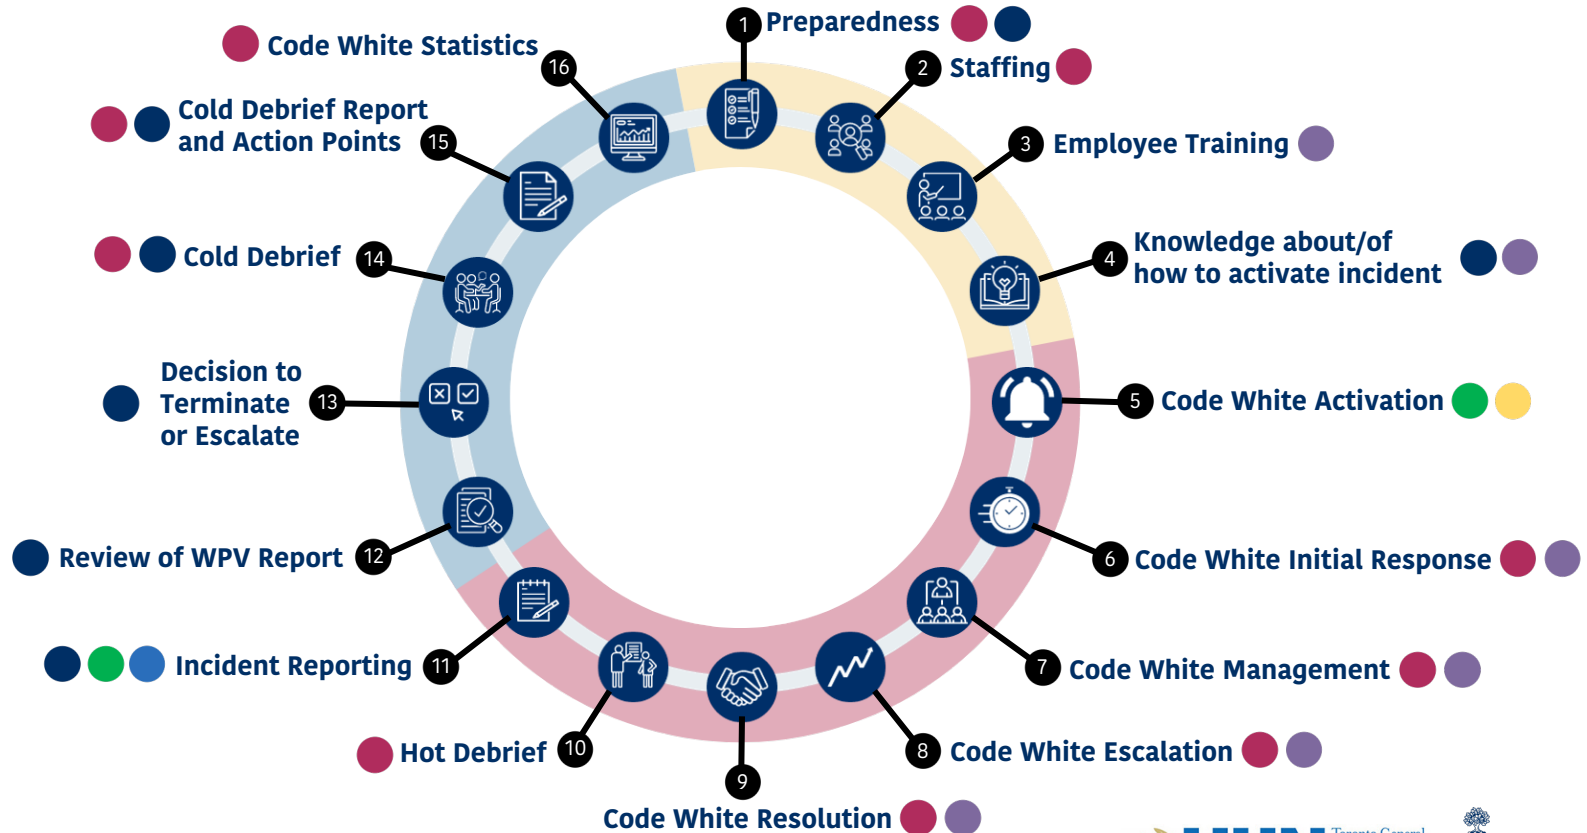 1 Preparedness
2 Staffing
3 Employee Training
4 Knowledge about/of
how to activate incident
5 Code White Activation
6 Code White Initial Response
7 Code White Management
8 Code White Escalation
9
Code White Resolution
Hot Debrief 10
Incident Reporting 11
Review of WPV Report 12
Decision to
Terminate
or Escalate
13
Cold Debrief 14
Cold Debrief Report
and Action Points
15
Code White Statistics
16
Toronto General